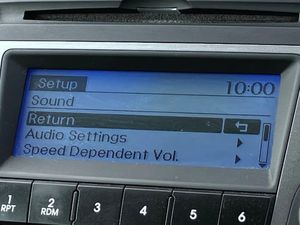 Setup 10:00
Sound
Return
Audio Settings
Speed Dependent Vol.
1 2 3 4 5 6
RPT RDM